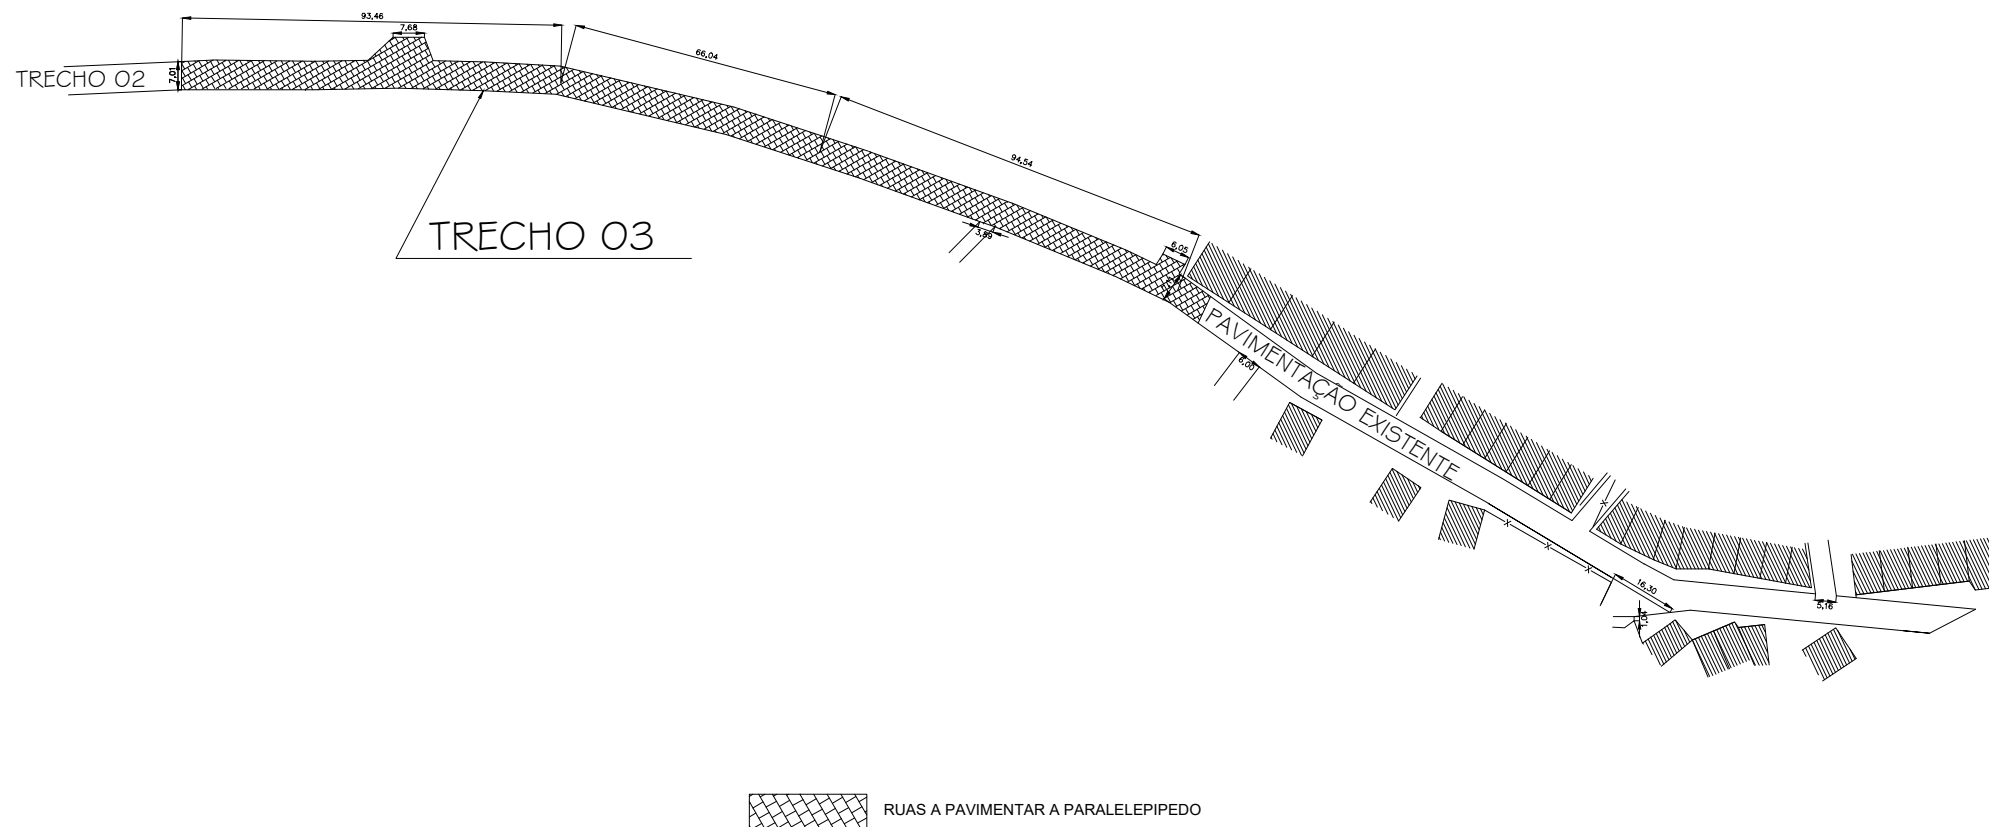 93,46
7,68
66,04
TRECHO 02
7,01
94,54
TRECHO 03
3,89
6,05
PAVIMENTAÇÃO EXISTENTE
6,00
X
X
X
X
16,30
5,16
RUAS A PAVIMENTAR A PARALELEPIPEDO